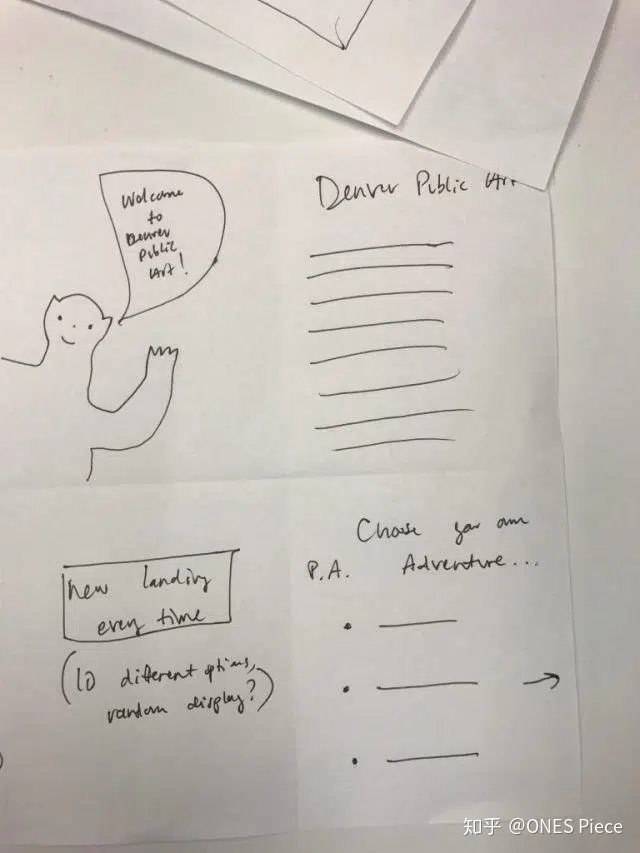 Welcome
to
Denver
Public
Art!
Denver Public Art
new landing
every time
(10 different options,
random display?)
Choose your own
P.A. Adventure...
知乎 @ONES Piece